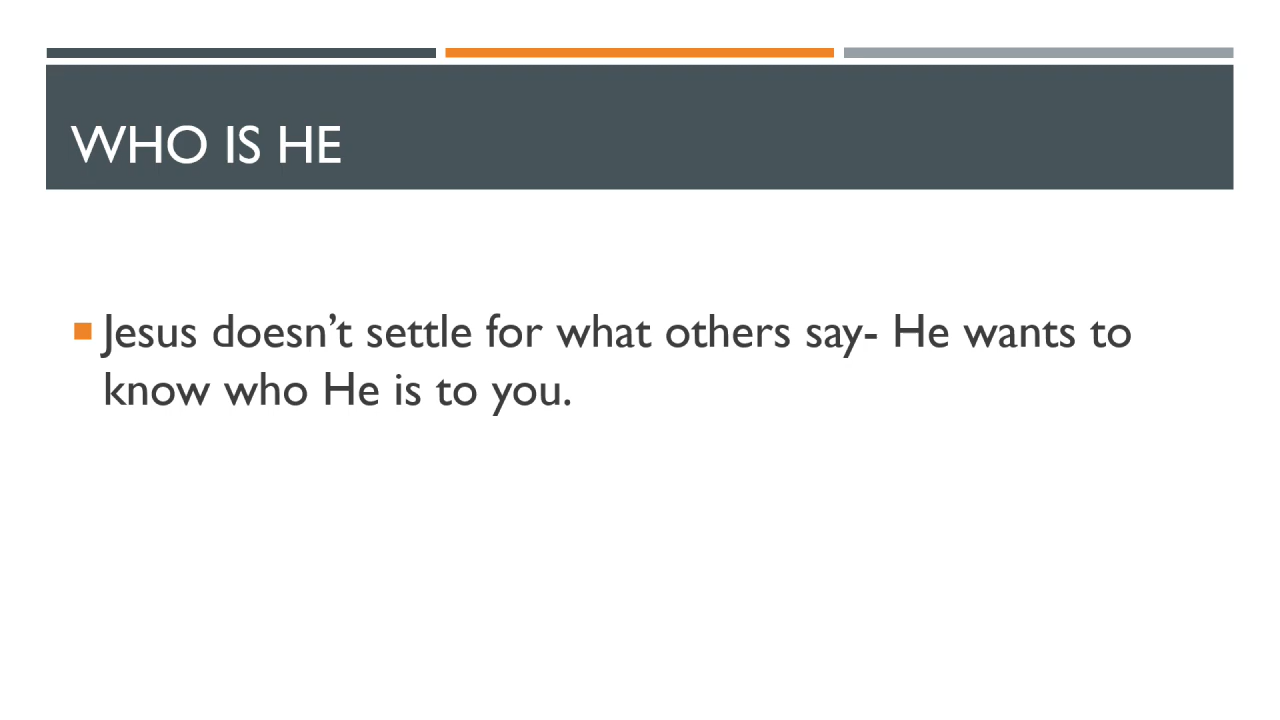 WHO IS HE
Jesus doesn’t settle for what others say- He wants to
know who He is to you.